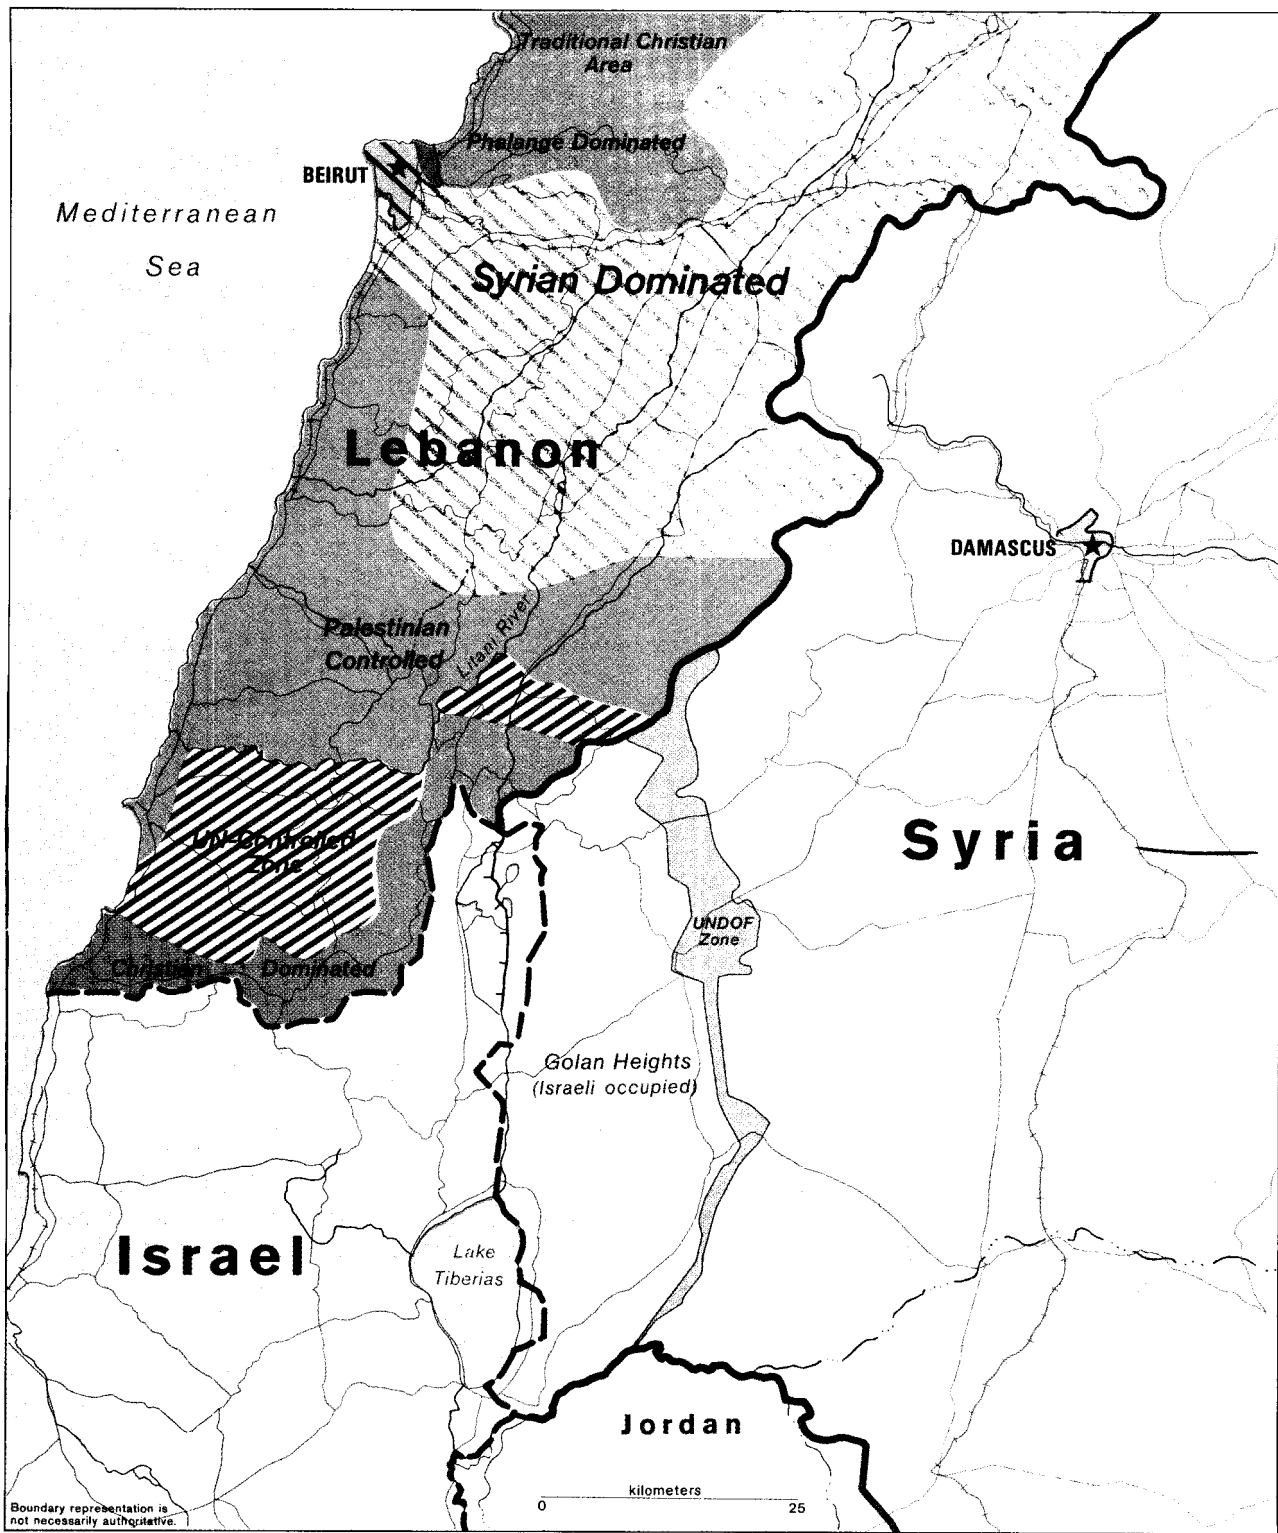 Traditional Christian
Area
Phalange Dominated
BEIRUT
Mediterranean
Sea
Syrian Dominated
Lebanon
DAMASCUS
Palestinian
Controlled
Litani River
UN-Controlled
Zone
Syria
UNDOF
Zone
Christian Dominated
Golan Heights
(Israeli occupied)
Israel
Lake
Tiberias
Jordan
kilometers
0 25
Boundary representation is
not necessarily authoritative.